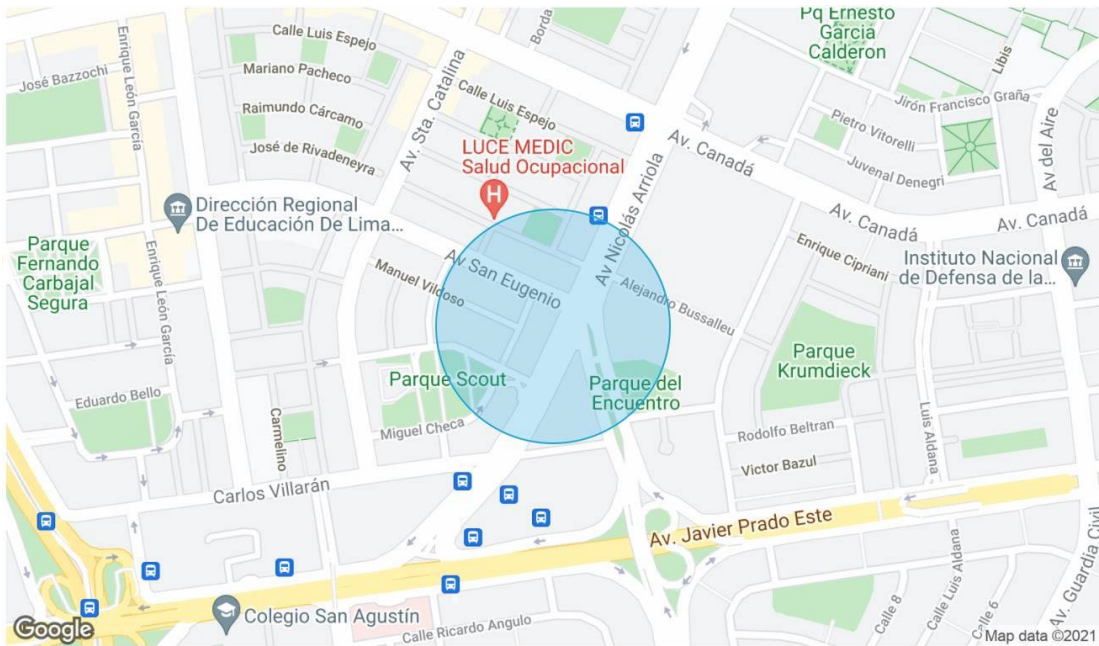 Calle Luis Espejo
Borda
Pq Ernesto
Garcia
Cálderon
Libis
Enrique León García
José Bazzochi
Mariano Pacheco
Av. Sta. Catalina
Calle Luis Espejo
Raimundo Cárcamo
Jirón Francisco Graña
Pietro Vitorelli
Av del Aire
José de Rivadeneyra
LUCE MEDIC
Salud Ocupacional
H
Av. Canadá
Juvenal Denegri
Av Nicolás Arriola
Dirección Regional
De Educación De Lima...
Av. Canadá
Av. Canadá
Parque
Fernando
Carbajal
Segura
Enrique León García
Av San Eugenio
Manuel Vildoso
Alejandro Bussalleu
Enrique Cipriani
Instituto Nacional
de Defensa de la...
Parque
Krumdieck
Parque Scout
Parque del
Encuentro
Eduardo Bello
Carmelino
Miguel Checa
Luis Aldana
Rodolfo Beltran
Victor Bazul
Carlos Villarán
Av. Javier Prado Este
Colegio San Agustín
Calle Ricardo Angulo
Calle 8
Calle Luis Aldana
Calle 6
Av. Guardia Civil
Google
Map data ©2021